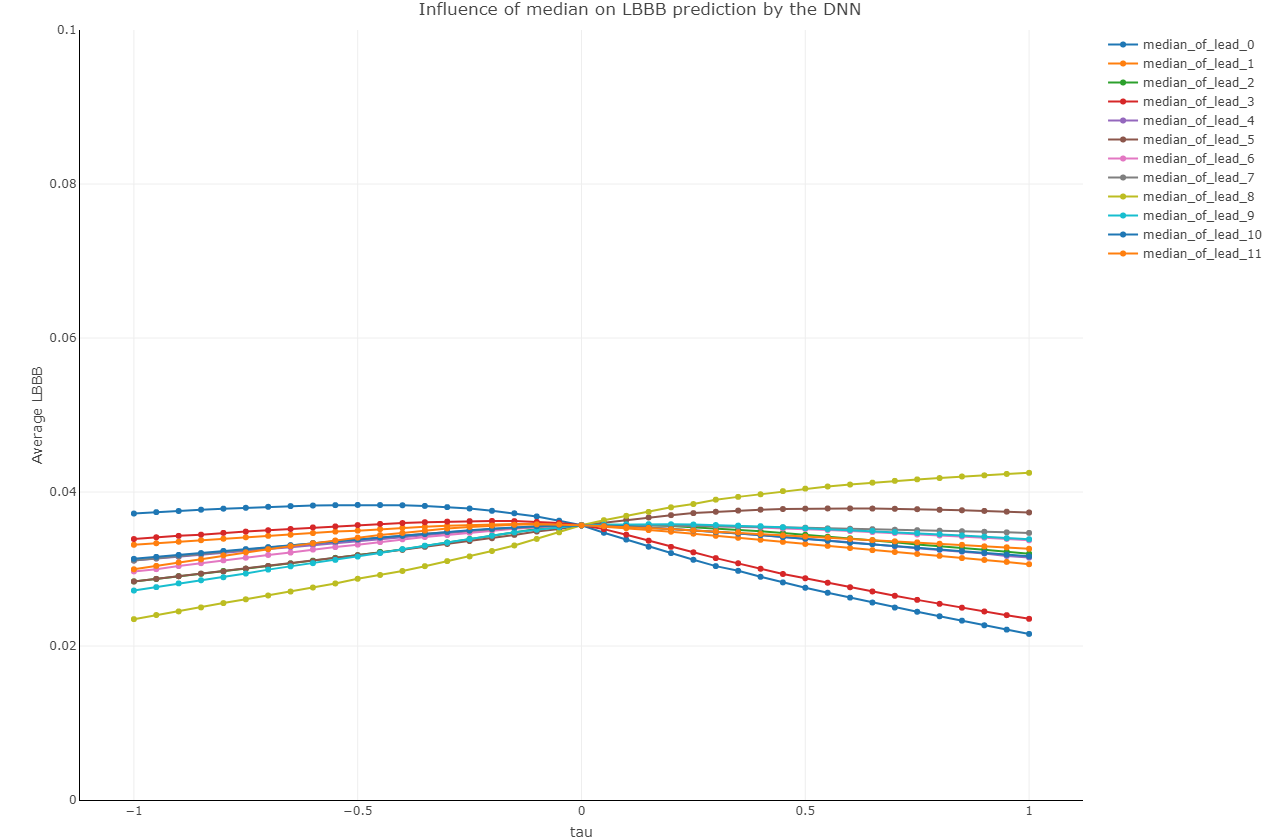 Influence of median on LBBB prediction by the DNN
0.1
0.08
0.06
0.04
0.02
0
Average LBBB
−1
−0.5
0
0.5
1
tau
median_of_lead_0
median_of_lead_1
median_of_lead_2
median_of_lead_3
median_of_lead_4
median_of_lead_5
median_of_lead_6
median_of_lead_7
median_of_lead_8
median_of_lead_9
median_of_lead_10
median_of_lead_11